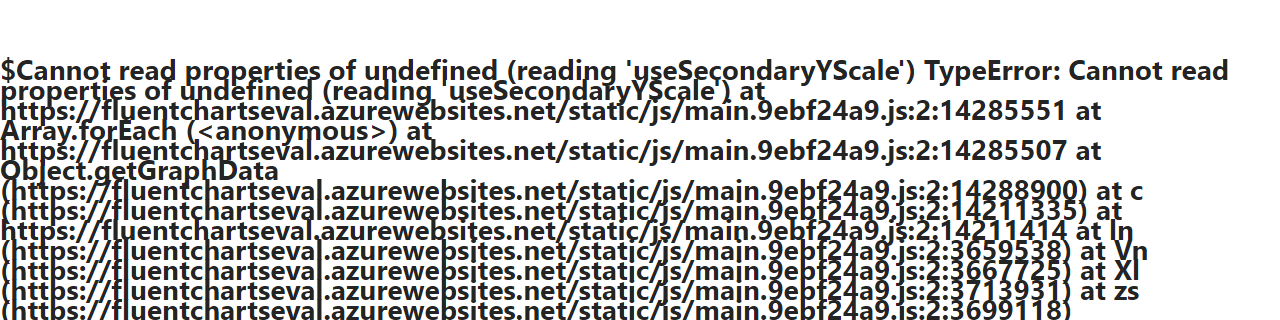 $Cannot read properties of undefined (reading 'useSecondaryYScale') TypeError: Cannot read
properties of undefined (reading 'useSecondaryYScale') at
https://fluentchartseval.azurewebsites.net/static/js/main.9ebf24a9.js:2:14285551 at
Array.forEach (<anonymous>) at
https://fluentchartseval.azurewebsites.net/static/js/main.9ebf24a9.js:2:14285507 at
Object.getGraphData
(https://fluentchartseval.azurewebsites.net/static/js/main.9ebf24a9.js:2:14288900) at c
(https://fluentchartseval.azurewebsites.net/static/js/main.9ebf24a9.js:2:14211335) at
https://fluentchartseval.azurewebsites.net/static/js/main.9ebf24a9.js:2:14211414 at In
(https://fluentchartseval.azurewebsites.net/static/js/main.9ebf24a9.js:2:3659538) at Vn
(https://fluentchartseval.azurewebsites.net/static/js/main.9ebf24a9.js:2:3667725) at Xl
(https://fluentchartseval.azurewebsites.net/static/js/main.9ebf24a9.js:2:3713931) at zs
(https://fluentchartseval.azurewebsites.net/static/js/main.9ebf24a9.js:2:3699118)